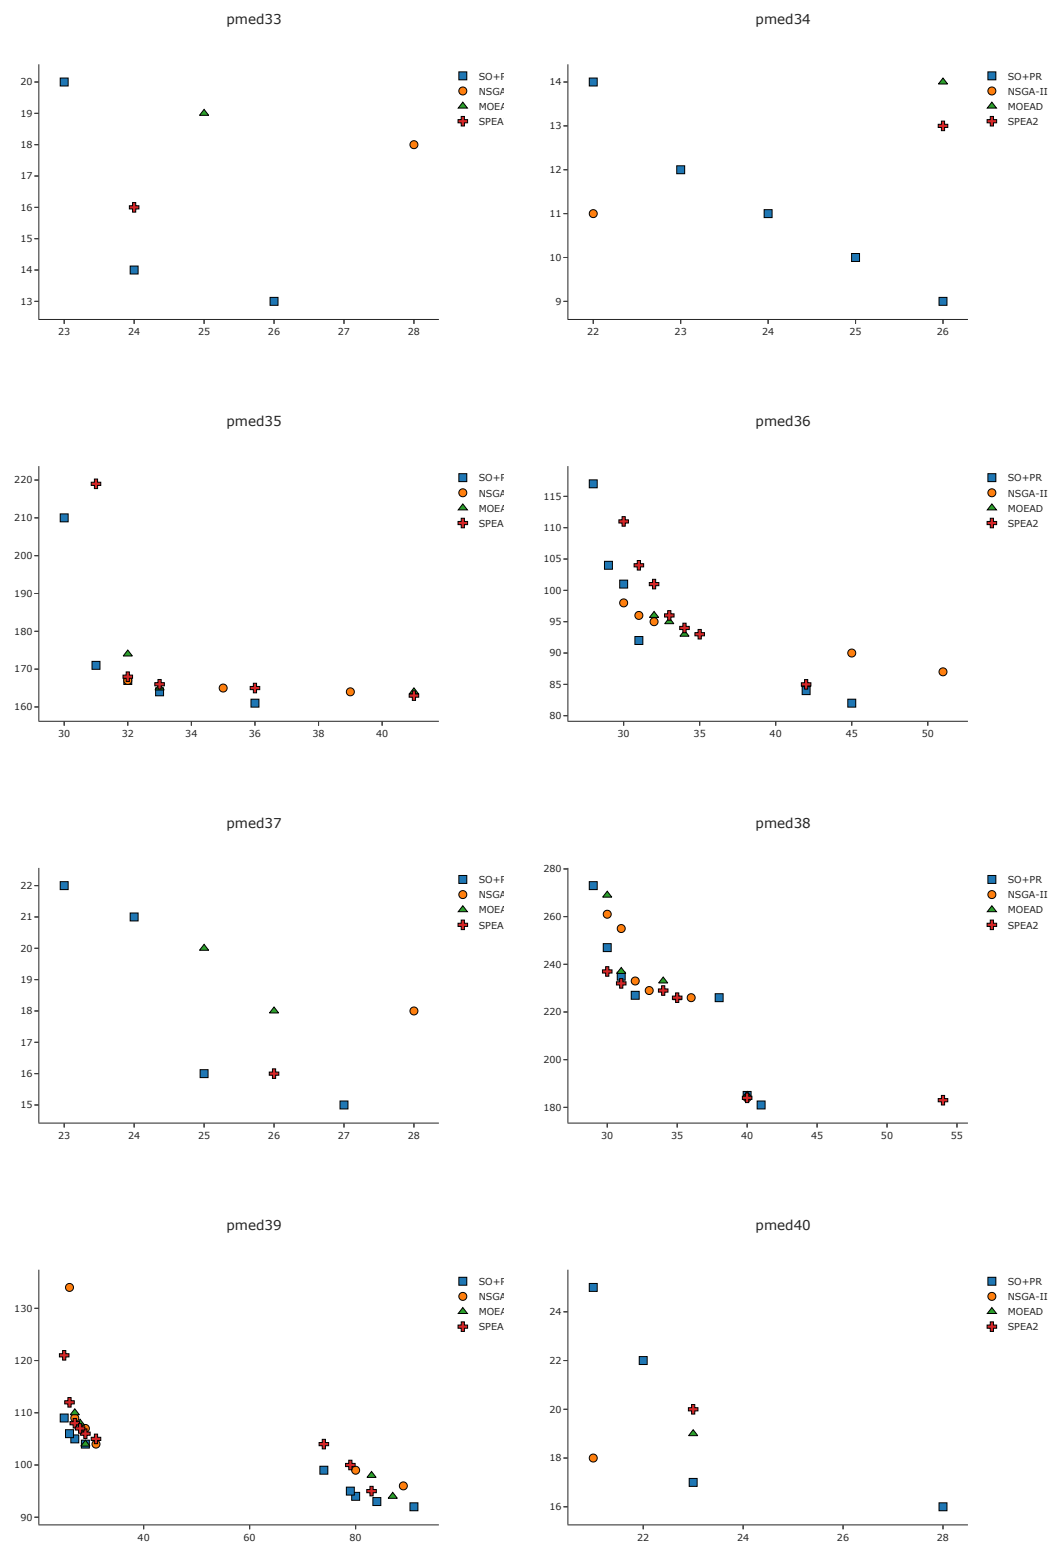 pmed33
20
19
18
17
16
15
14
13
23 24 25 26 27 28
SO+P
NSGA
MOEA
SPEA
pmed34
14
13
12
11
10
9
22 23 24 25 26
SO+PR
NSGA-II
MOEAD
SPEA2
pmed35
220
210
200
190
180
170
160
30 32 34 36 38 40
SO+P
NSGA
MOEA
SPEA
pmed36
115
110
105
100
95
90
85
80
30 35 40 45 50
SO+PR
NSGA-II
MOEAD
SPEA2
pmed37
22
21
20
19
18
17
16
15
23 24 25 26 27 28
SO+P
NSGA
MOEA
SPEA
pmed38
280
260
240
220
200
180
30 35 40 45 50 55
SO+PR
NSGA-II
MOEAD
SPEA2
pmed39
130
120
110
100
90
40 60 80
SO+P
NSGA
MOEA
SPEA
pmed40
24
22
20
18
16
22 24 26 28
SO+PR
NSGA-II
MOEAD
SPEA2